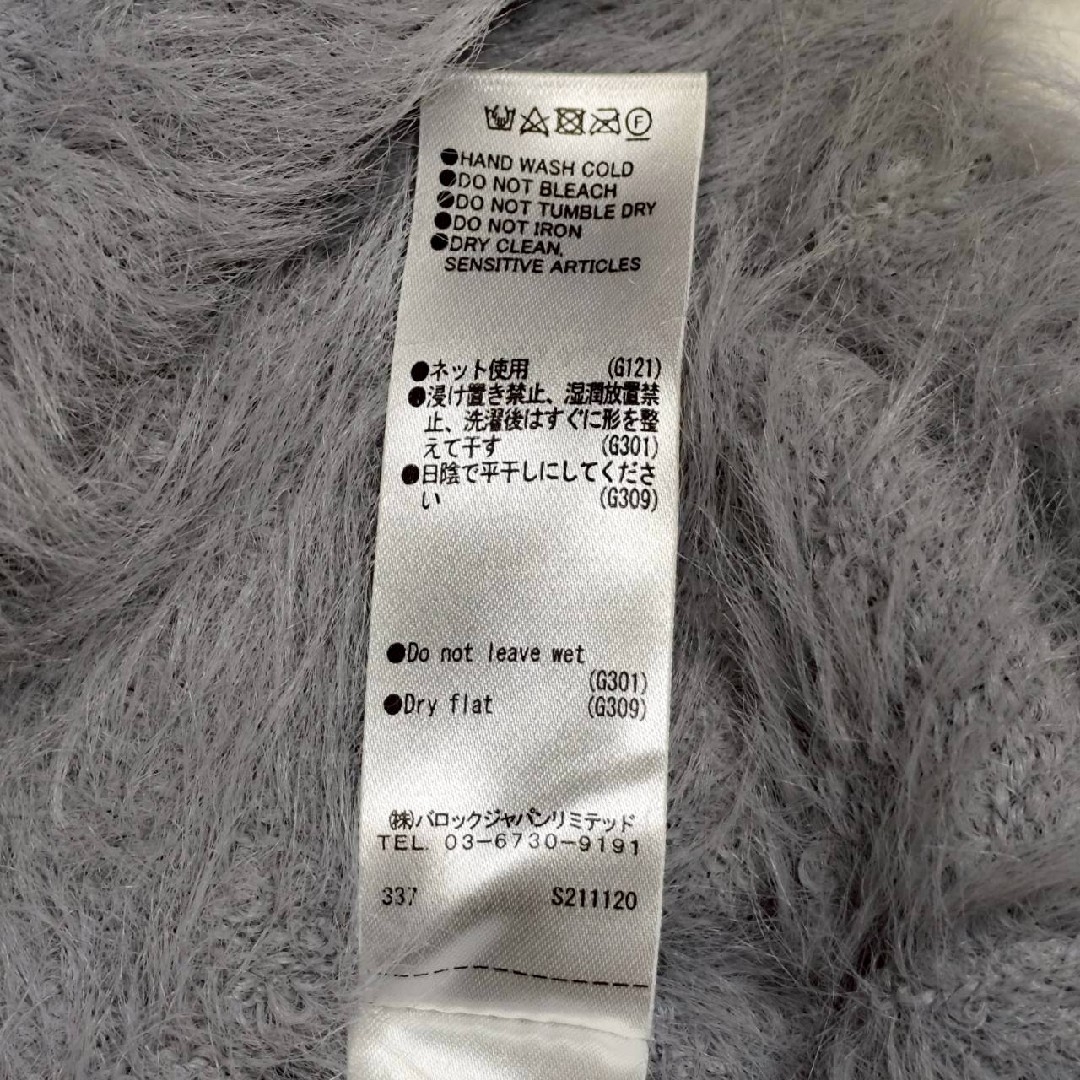 F
●HAND WASH COLD
●DO NOT BLEACH
●DO NOT TUMBLE DRY
●DO NOT IRON
●DRY CLEAN,
SENSITIVE ARTICLES
●ネット使用 (G121)
●浸け置き禁止、湿潤放置禁
止、洗濯後はすぐに形を整
えて干す (G301)
●日陰で平干しにしてくださ
い (G309)
●Do not leave wet
(G301)
●Dry flat (G309)
㈱バロックジャパンリミテッド
TEL. 03-6730-9191
337 S211120